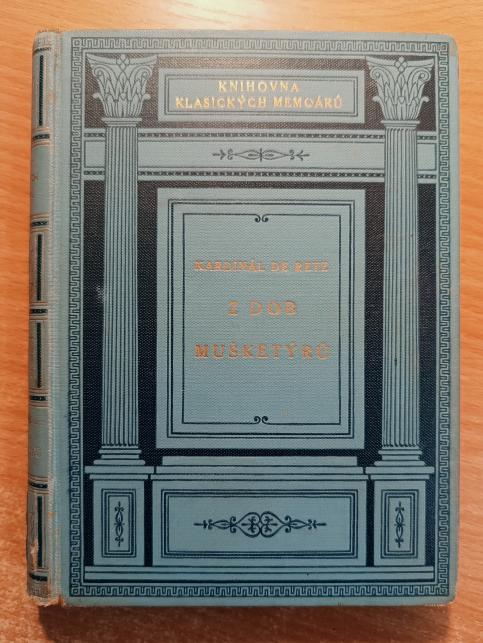 KNIHOVNA
KLASICKÝCH MEMOÁRŮ
KARDINÁL DE RETZ
Z DOB
MUŠKETÝRŮ